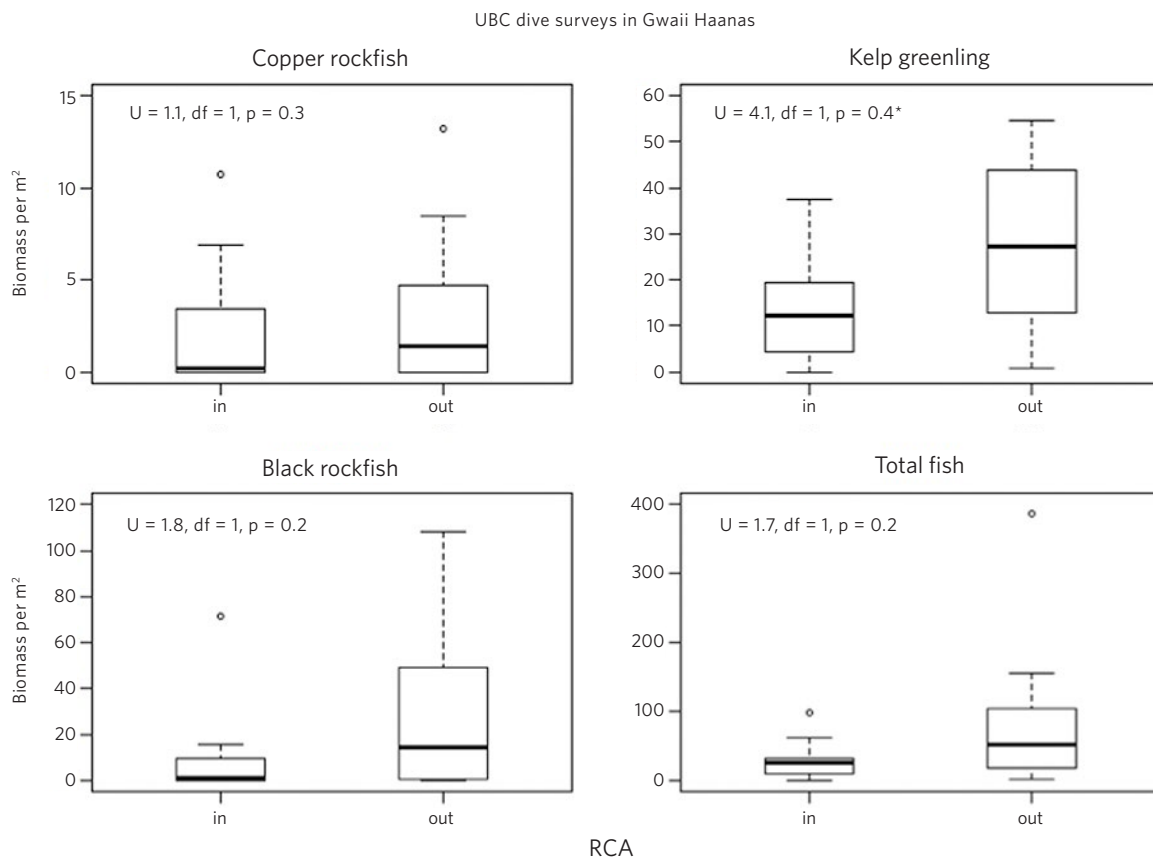 UBC dive surveys in Gwaii Haanas
Copper rockfish
U = 1.1, df = 1, p = 0.3
Biomass per m²
15
10
5
0
in
out
Kelp greenling
U = 4.1, df = 1, p = 0.4*
60
50
40
30
20
10
0
in
out
Black rockfish
U = 1.8, df = 1, p = 0.2
Biomass per m²
120
100
80
60
40
20
0
in
out
Total fish
U = 1.7, df = 1, p = 0.2
400
300
200
100
0
in
out
RCA